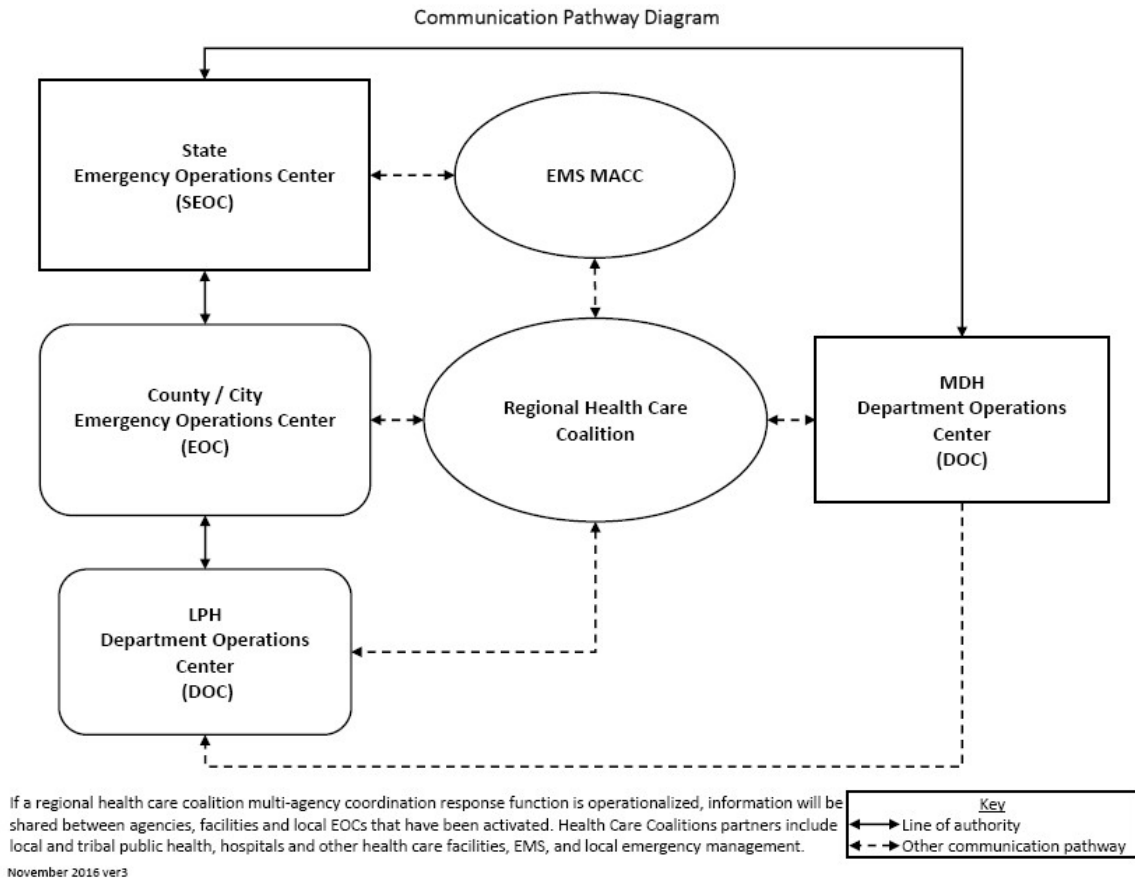 Communication Pathway Diagram
State
Emergency Operations Center
(SEOC)
EMS MACC
County / City
Emergency Operations Center
(EOC)
Regional Health Care
Coalition
MDH
Department Operations
Center
(DOC)
LPH
Department Operations
Center
(DOC)
If a regional health care coalition multi-agency coordination response function is operationalized, information will be
shared between agencies, facilities and local EOCs that have been activated. Health Care Coalitions partners include
local and tribal public health, hospitals and other health care facilities, EMS, and local emergency management.
Key
Line of authority
Other communication pathway
November 2016 ver3